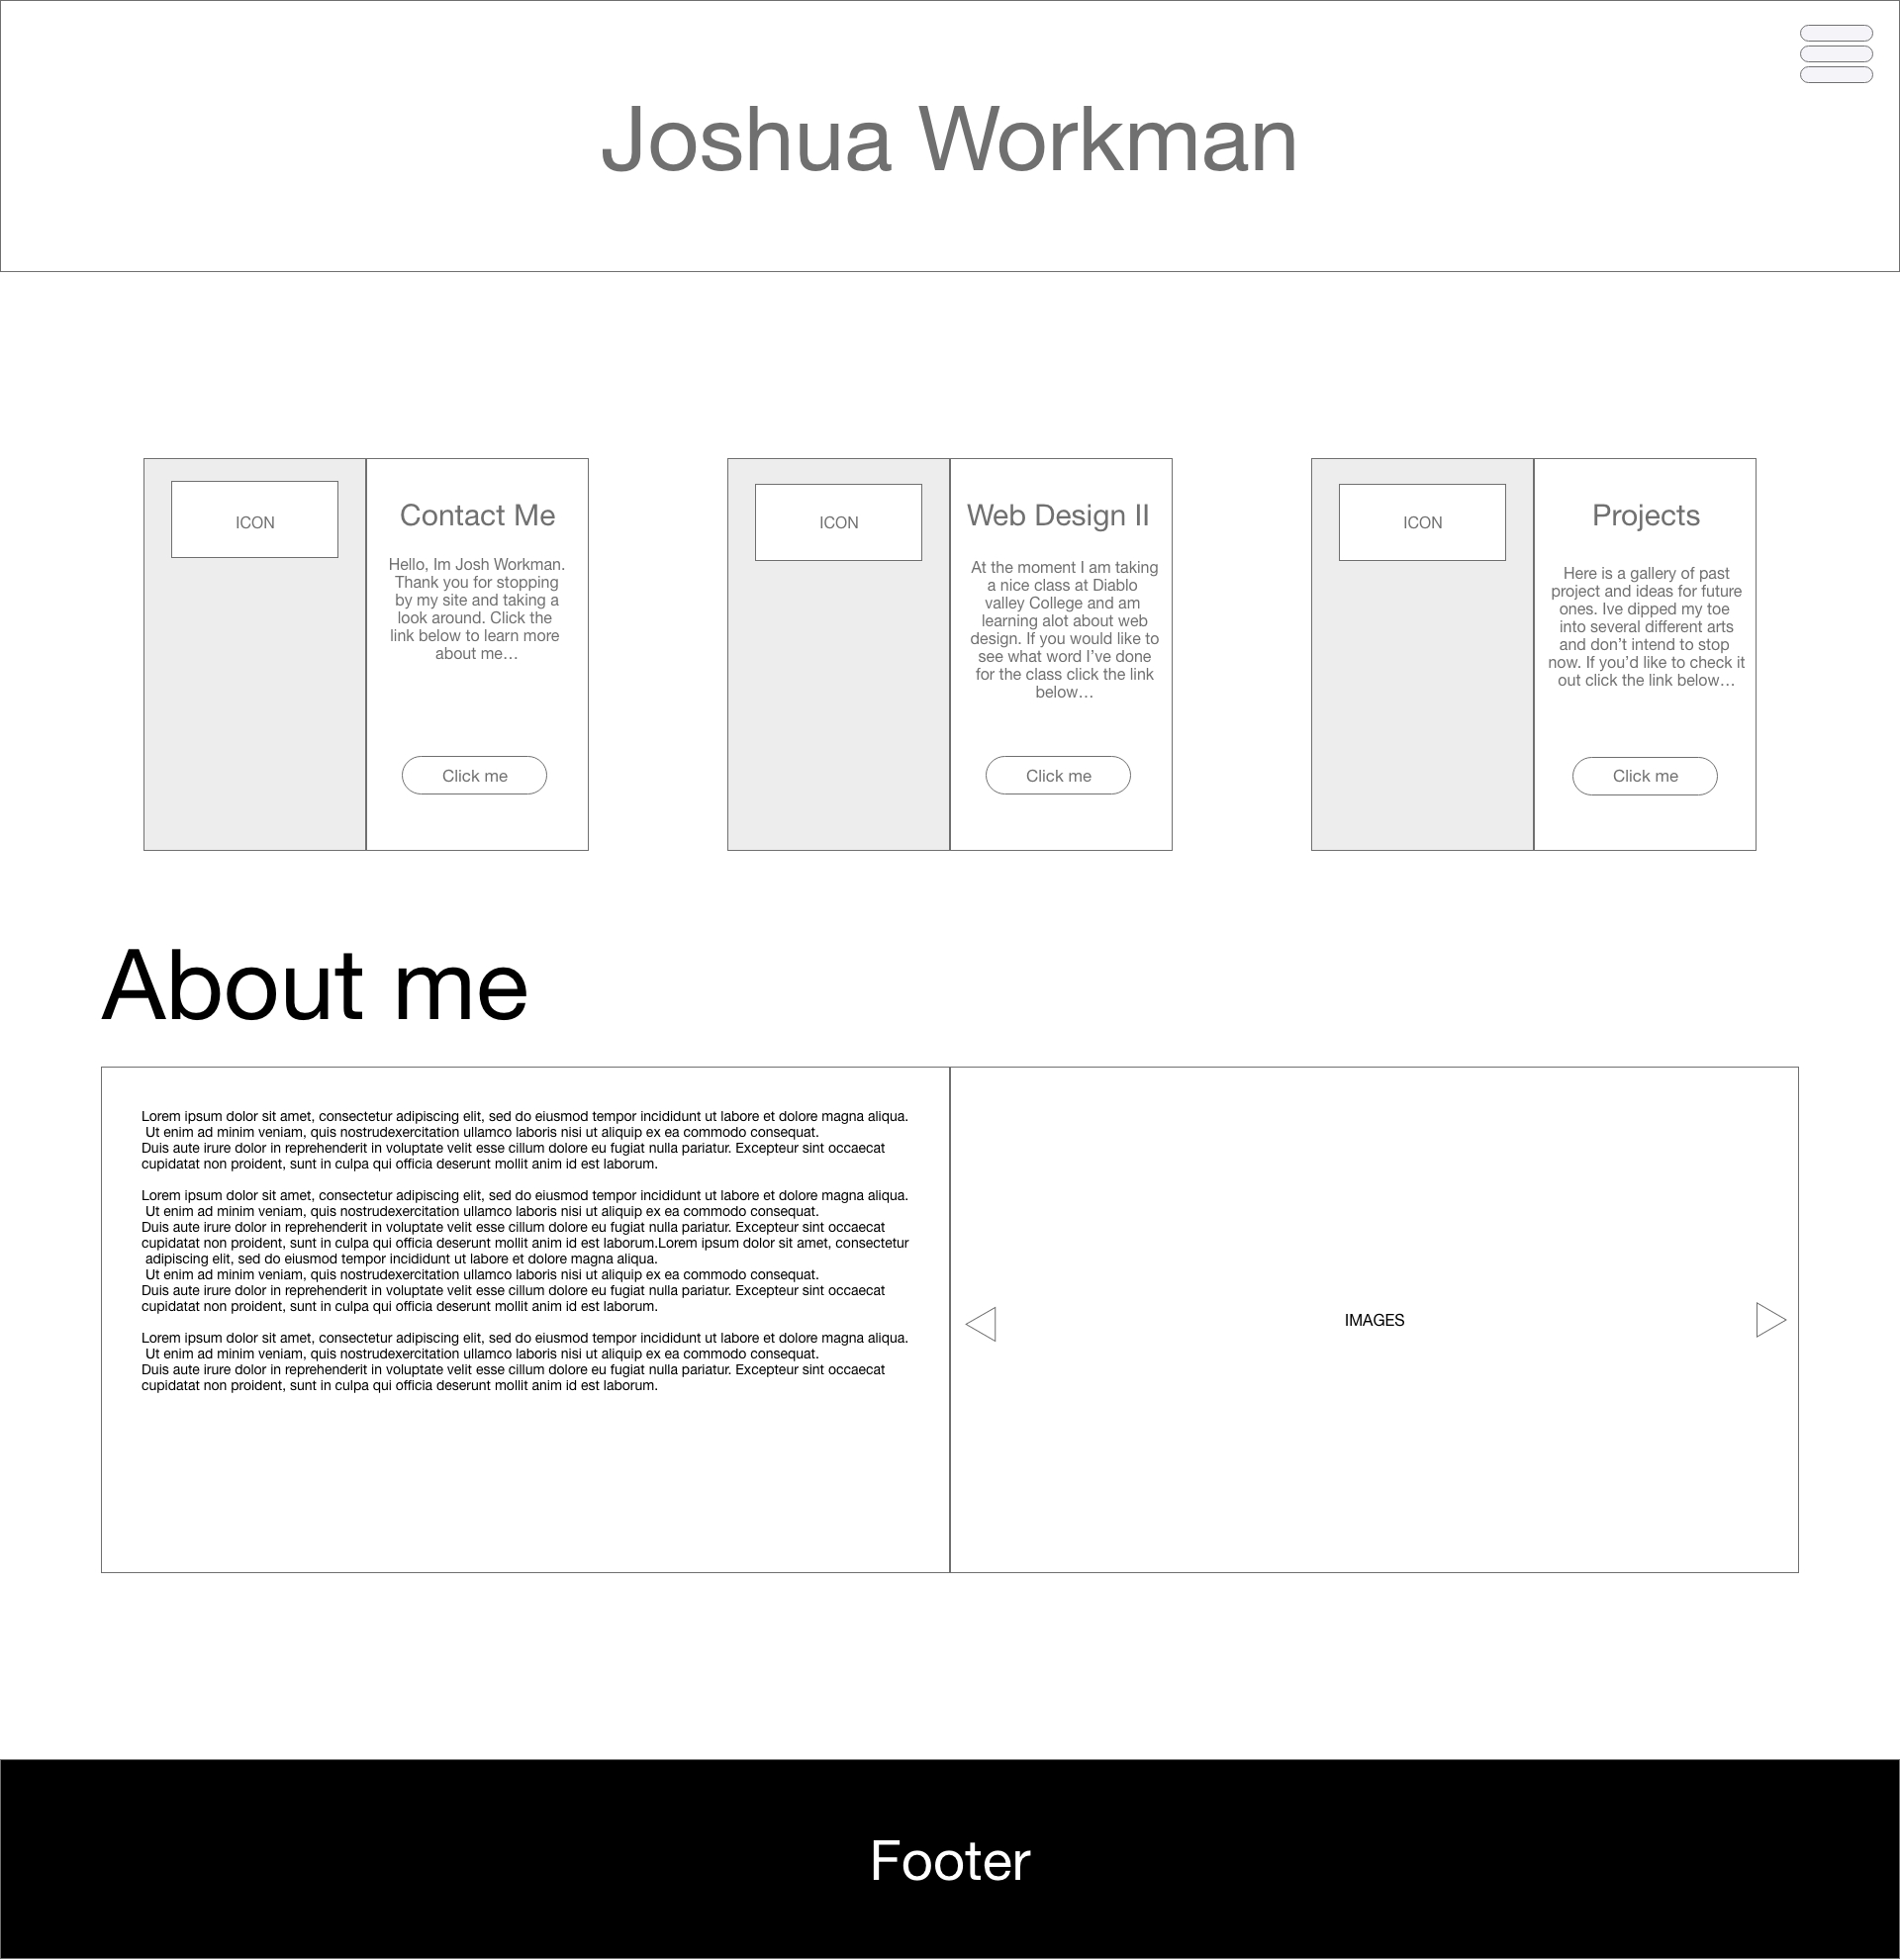 Joshua Workman
ICON
Contact Me
Hello, Im Josh Workman.
Thank you for stopping
by my site and taking a
look around. Click the
link below to learn more
about me...
Click me
ICON
Web Design II
At the moment I am taking
a nice class at Diablo
valley College and am
learning alot about web
design. If you would like to
see what word I’ve done
for the class click the link
below...
Click me
ICON
Projects
Here is a gallery of past
project and ideas for future
ones. Ive dipped my toe
into several different arts
and don’t intend to stop
now. If you’d like to check it
out click the link below...
Click me
About me
Lorem ipsum dolor sit amet, consectetur adipiscing elit, sed do eiusmod tempor incididunt ut labore et dolore magna aliqua.
Ut enim ad minim veniam, quis nostrudexercitation ullamco laboris nisi ut aliquip ex ea commodo consequat.
Duis aute irure dolor in reprehenderit in voluptate velit esse cillum dolore eu fugiat nulla pariatur. Excepteur sint occaecat
cupidatat non proident, sunt in culpa qui officia deserunt mollit anim id est laborum.
Lorem ipsum dolor sit amet, consectetur adipiscing elit, sed do eiusmod tempor incididunt ut labore et dolore magna aliqua.
Ut enim ad minim veniam, quis nostrudexercitation ullamco laboris nisi ut aliquip ex ea commodo consequat.
Duis aute irure dolor in reprehenderit in voluptate velit esse cillum dolore eu fugiat nulla pariatur. Excepteur sint occaecat
cupidatat non proident, sunt in culpa qui officia deserunt mollit anim id est laborum.Lorem ipsum dolor sit amet, consectetur
adipiscing elit, sed do eiusmod tempor incididunt ut labore et dolore magna aliqua.
Ut enim ad minim veniam, quis nostrudexercitation ullamco laboris nisi ut aliquip ex ea commodo consequat.
Duis aute irure dolor in reprehenderit in voluptate velit esse cillum dolore eu fugiat nulla pariatur. Excepteur sint occaecat
cupidatat non proident, sunt in culpa qui officia deserunt mollit anim id est laborum.
Lorem ipsum dolor sit amet, consectetur adipiscing elit, sed do eiusmod tempor incididunt ut labore et dolore magna aliqua.
Ut enim ad minim veniam, quis nostrudexercitation ullamco laboris nisi ut aliquip ex ea commodo consequat.
Duis aute irure dolor in reprehenderit in voluptate velit esse cillum dolore eu fugiat nulla pariatur. Excepteur sint occaecat
cupidatat non proident, sunt in culpa qui officia deserunt mollit anim id est laborum.
IMAGES
Footer